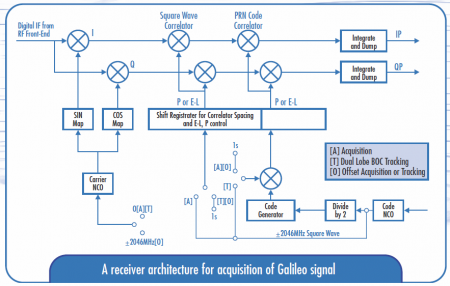 Square Wave
Correlator
PRN Code
Correlator
Digital IF from
RF Front-End
I
Integrate
and Dump
IP
Q
Integrate
and Dump
QP
P or E-L
P or E-L
SIN
Map
COS
Map
Shift Registrater for Correlator Spacing
and E-L, P control
1s
[A][O]
[A] Acquisition
[T] Dual Lobe BOC Tracking
[O] Offset Acquisition or Tracking
Carrier
NCO
[T]
[A]
[T][O]
1s
O[A][T]
Code
Generator
Divide
by 2
Code
NCO
±2046MHz[O]
±2046MHz Square Wave
A receiver architecture for acquisition of Galileo signal